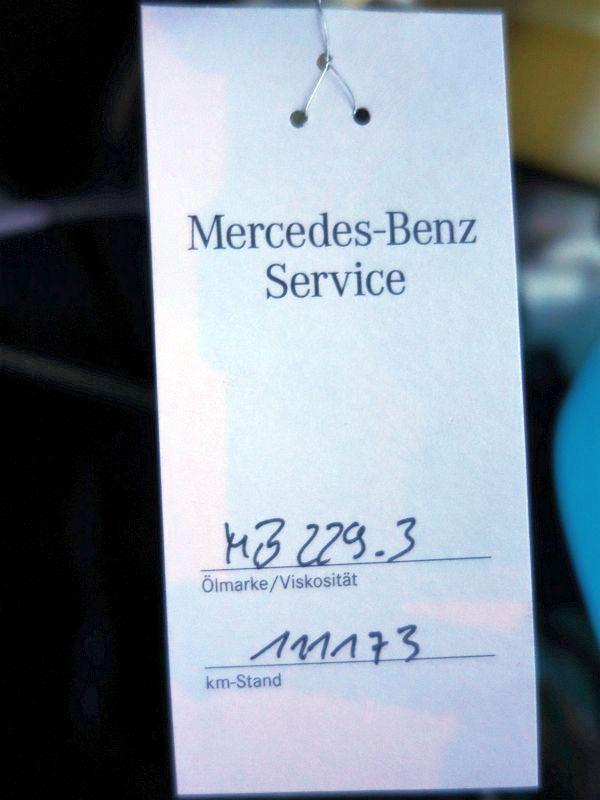 Mercedes-Benz
Service
MB 229.3
Ölmarke/Viskosität
111173
km-Stand